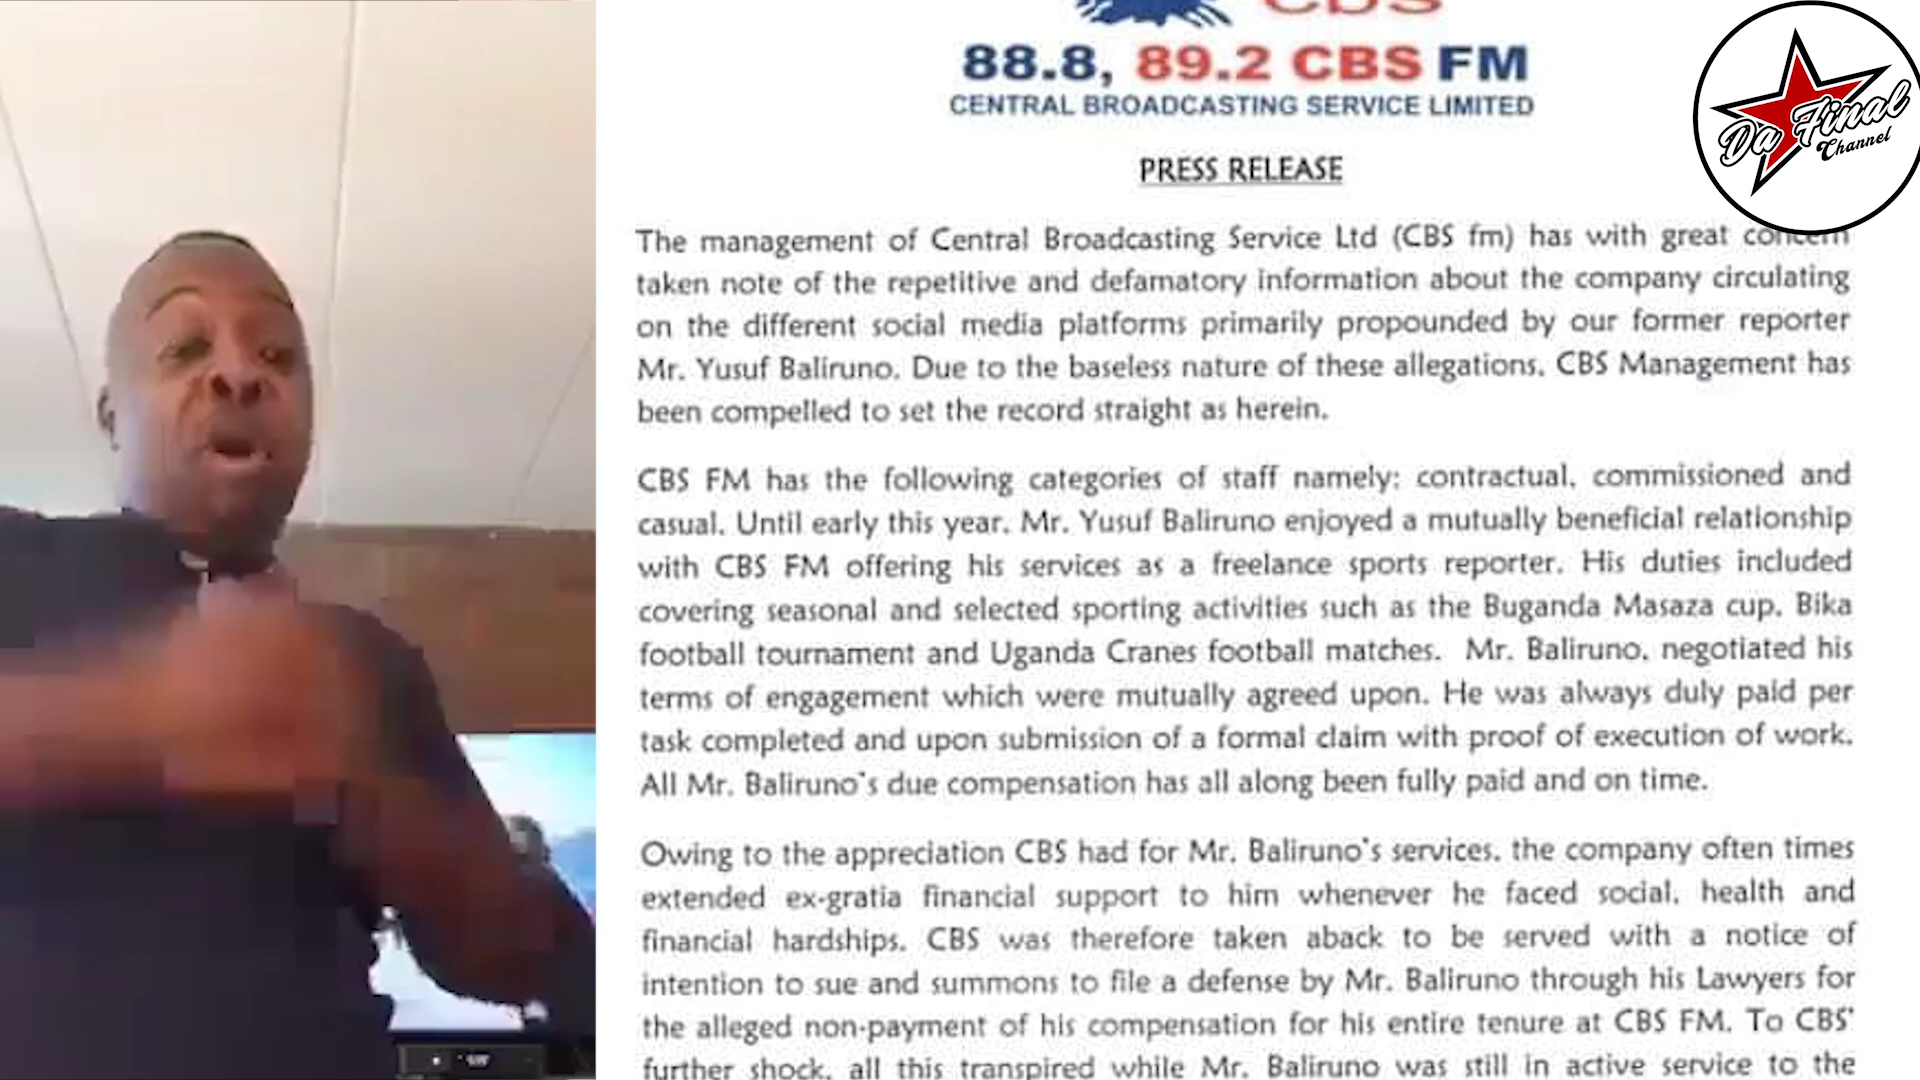 CBS
88.8, 89.2 CBS FM
CENTRAL BROADCASTING SERVICE LIMITED
PRESS RELEASE
The management of Central Broadcasting Service Ltd (CBS fm) has with great concern
taken note of the repetitive and defamatory information about the company circulating
on the different social media platforms primarily propounded by our former reporter
Mr. Yusuf Baliruno. Due to the baseless nature of these allegations, CBS Management has
been compelled to set the record straight as herein.
CBS FM has the following categories of staff namely: contractual, commissioned and
casual. Until early this year, Mr. Yusuf Baliruno enjoyed a mutually beneficial relationship
with CBS FM offering his services as a freelance sports reporter. His duties included
covering seasonal and selected sporting activities such as the Buganda Masaza cup, Bika
football tournament and Uganda Cranes football matches. Mr. Baliruno, negotiated his
terms of engagement which were mutually agreed upon. He was always duly paid per
task completed and upon submission of a formal claim with proof of execution of work.
All Mr. Baliruno's due compensation has all along been fully paid and on time.
Owing to the appreciation CBS had for Mr. Baliruno's services, the company often times
extended ex-gratia financial support to him whenever he faced social, health and
financial hardships. CBS was therefore taken aback to be served with a notice of
intention to sue and summons to file a defense by Mr. Baliruno through his Lawyers for
the alleged non-payment of his compensation for his entire tenure at CBS FM. To CBS'
further shock, all this transpired while Mr. Baliruno was still in active service to the
Da Final
Channel